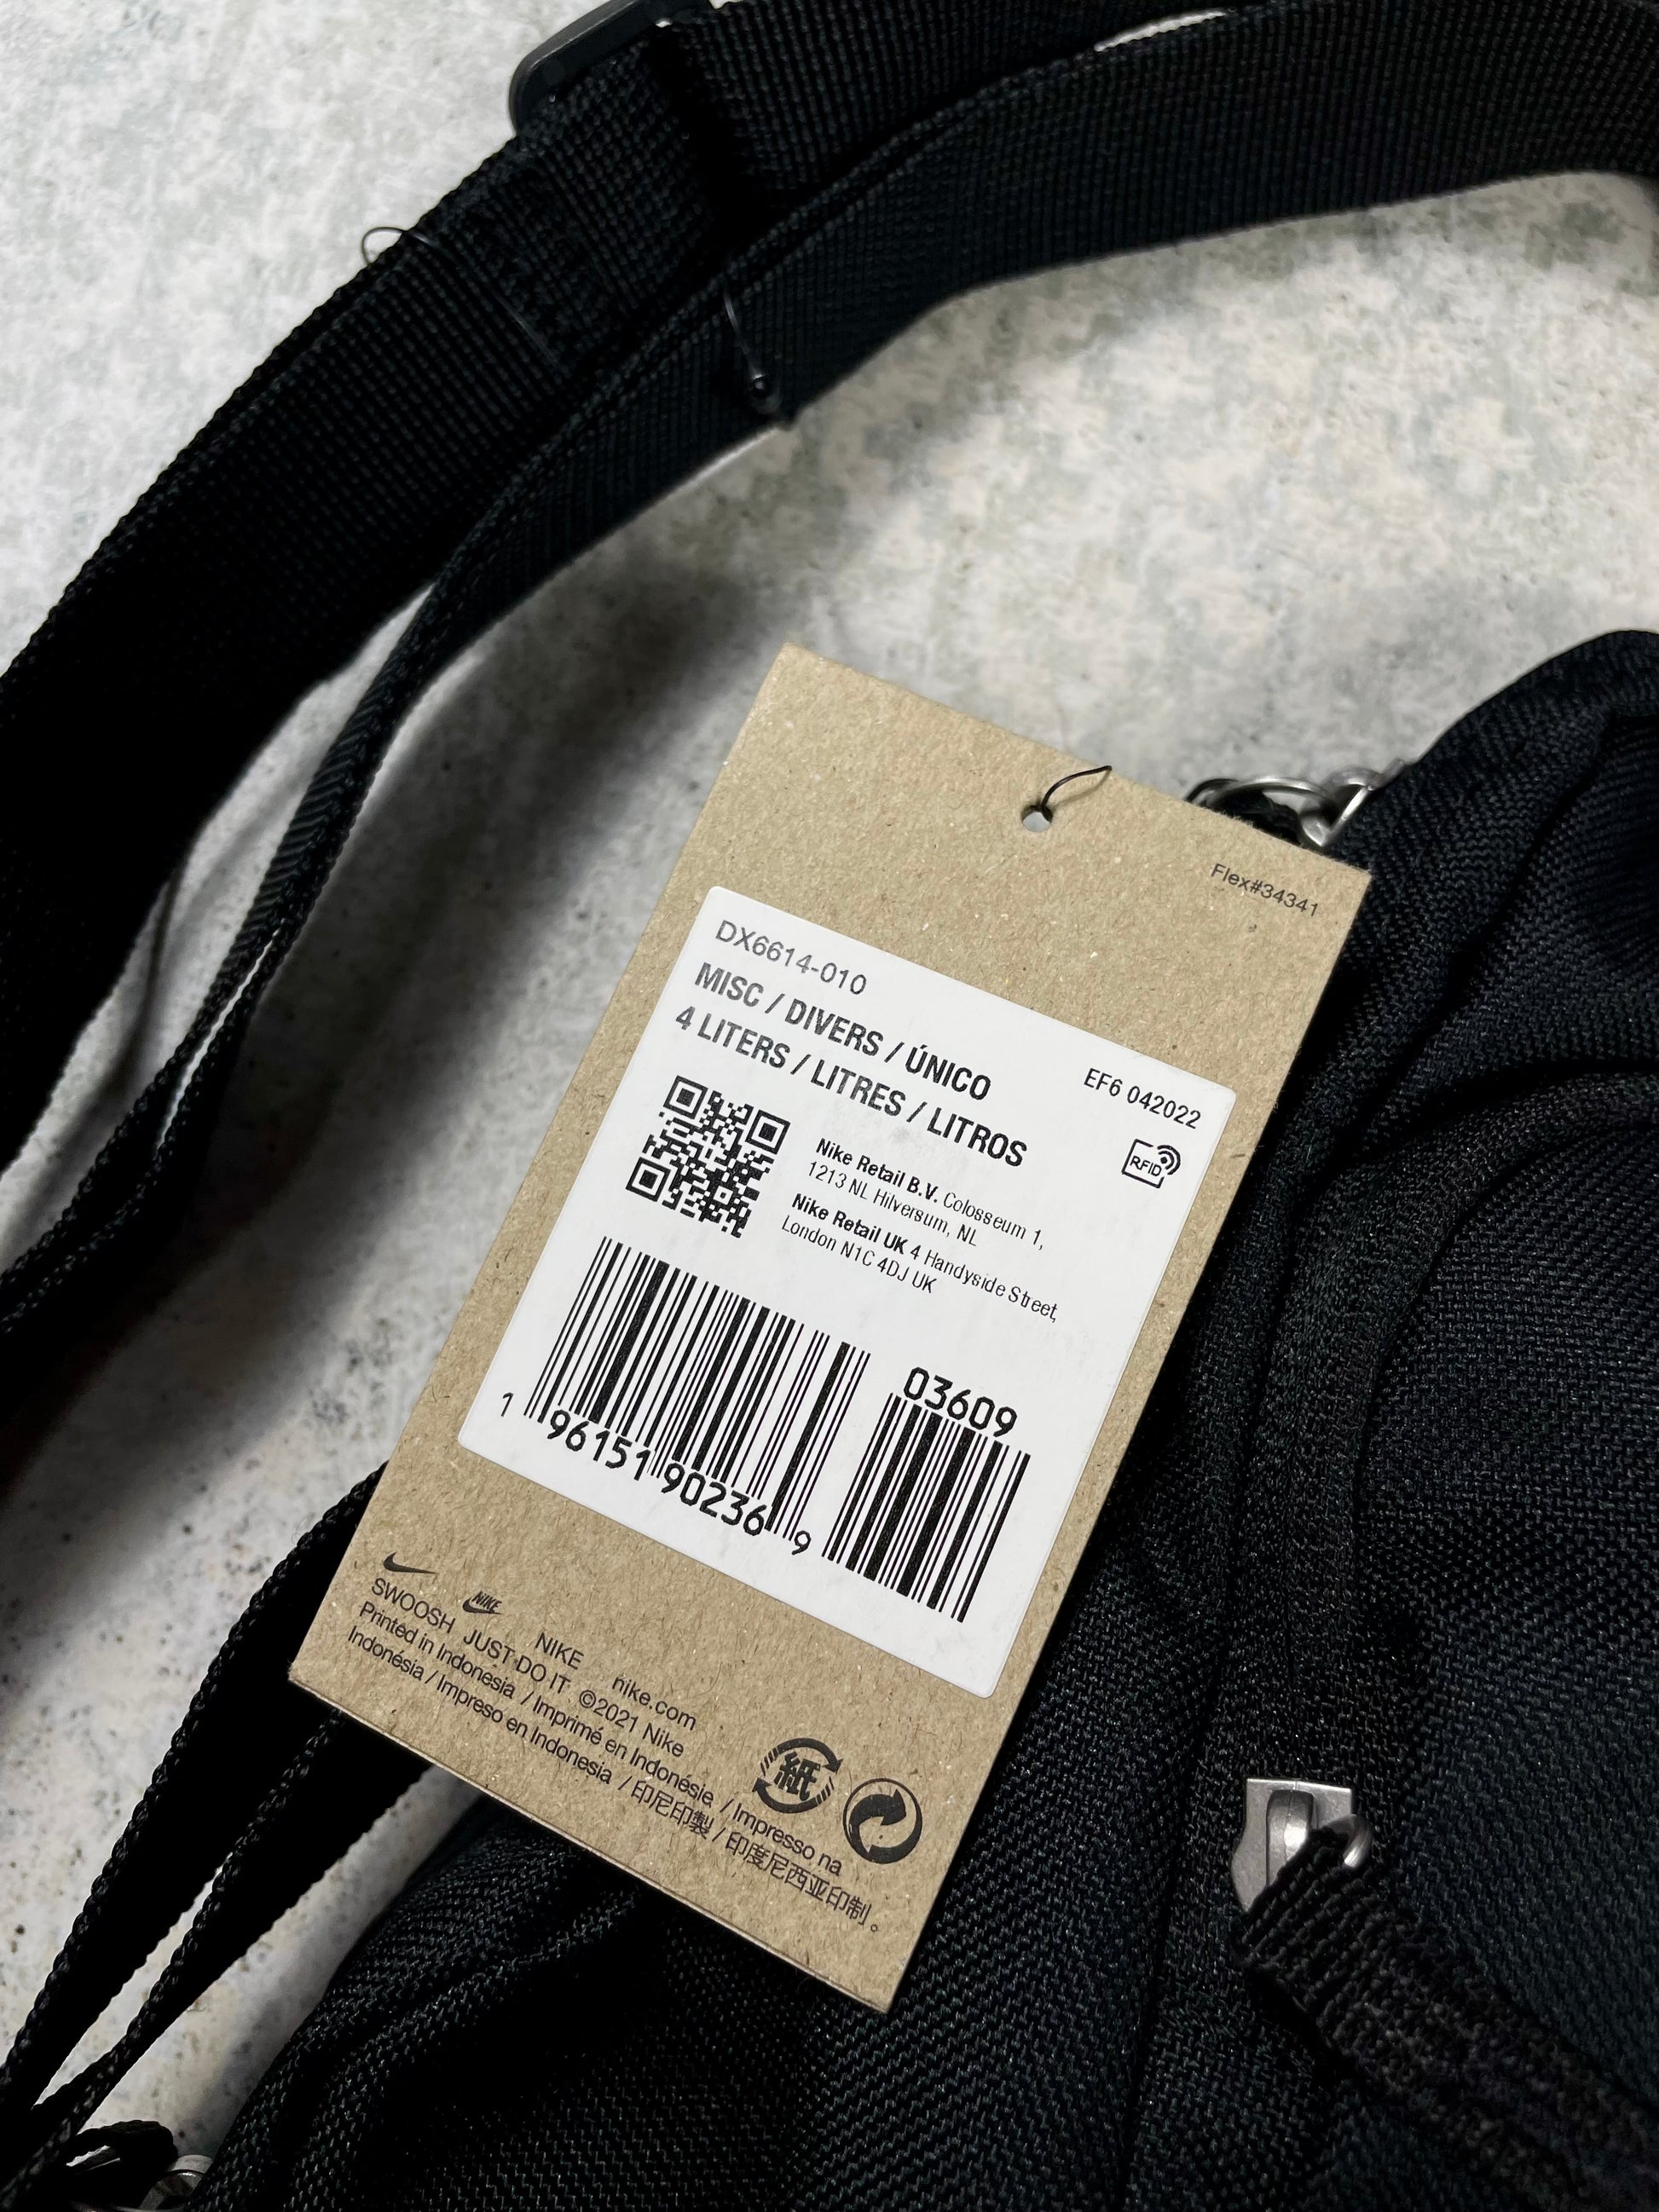 Flex#34341
DX6614-010
MISC / DIVERS / ÚNICO
4 LITERS / LITRES / LITROS
EF6 042022
RFID
Nike Retail B.V. Colosseum 1,
1213 NL Hilversum, NL
Nike Retail UK 4 Handyside Street,
London N1C 4DJ UK
03609
1 96151 90236 9
NIKE
SWOOSH JUST DO IT NIKE nike.com
Printed in Indonesia / Imprimé en Indonésie / Impresso na
Indonésia / Impreso en Indonesia / 印尼印製 / 印度尼西亚印制。
©2021 Nike
紙